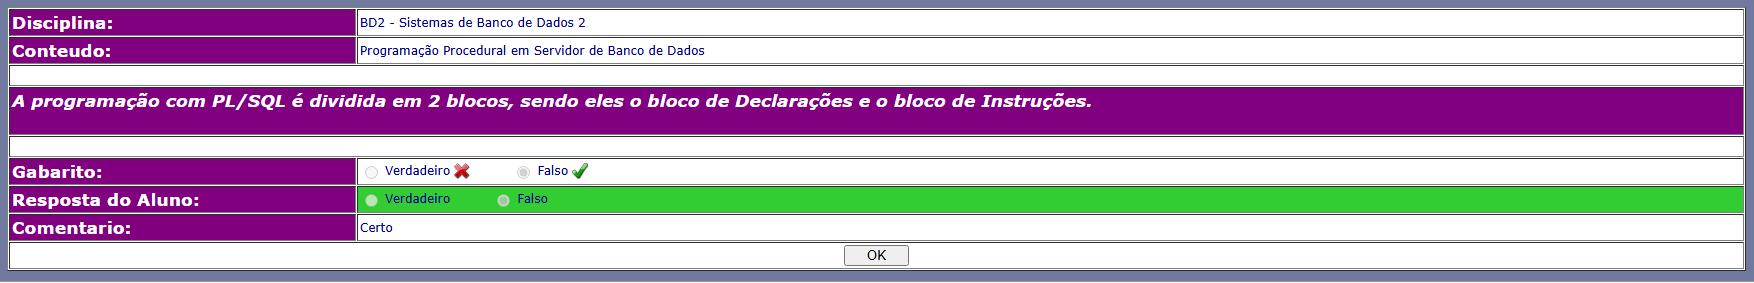 Disciplina: BD2 - Sistemas de Banco de Dados 2
Conteudo: Programação Procedural em Servidor de Banco de Dados
A programação com PL/SQL é dividida em 2 blocos, sendo eles o bloco de Declarações e o bloco de Instruções.
Gabarito: Verdadeiro Falso
Resposta do Aluno: Verdadeiro Falso
Comentario: Certo
OK